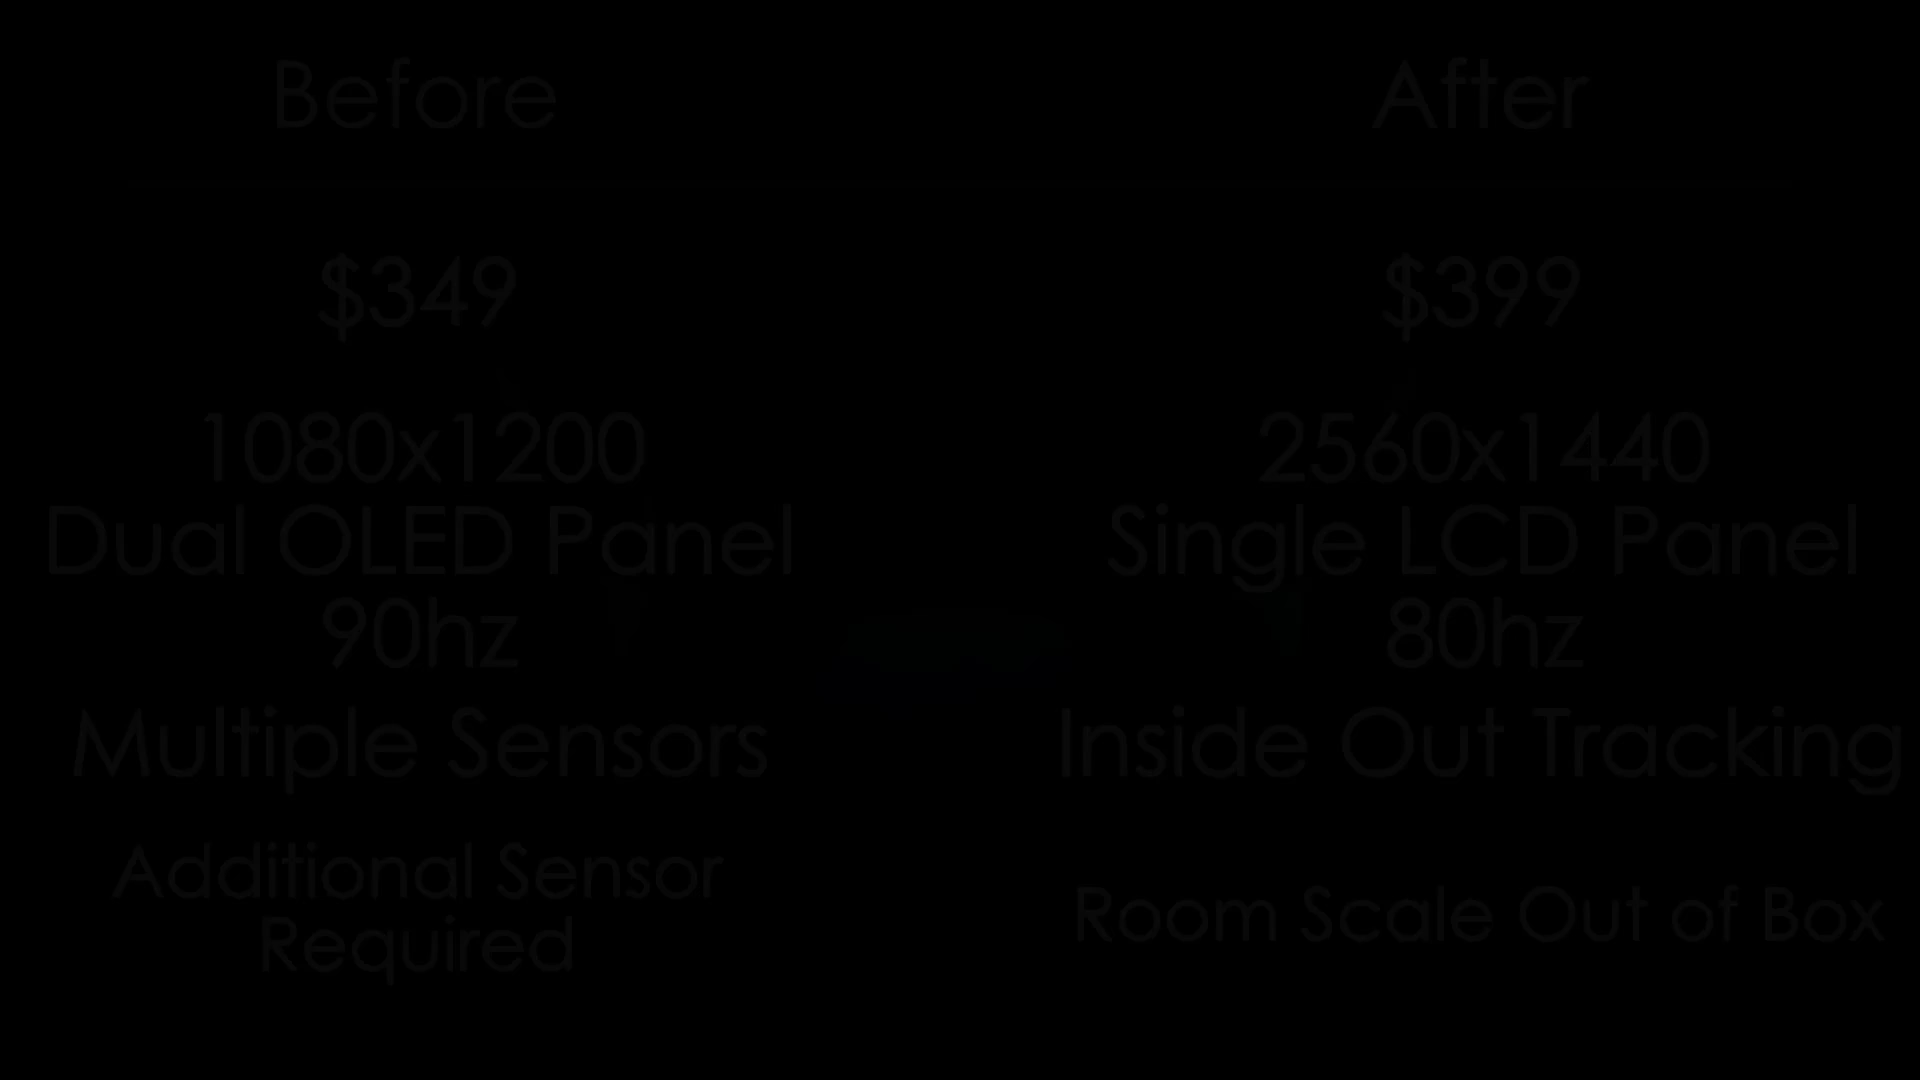 Before
After
$349
$399
1080x1200
Dual OLED Panel
90hz
2560x1440
Single LCD Panel
80hz
Multiple Sensors
Inside Out Tracking
Additional Sensor
Required
Room Scale Out of Box